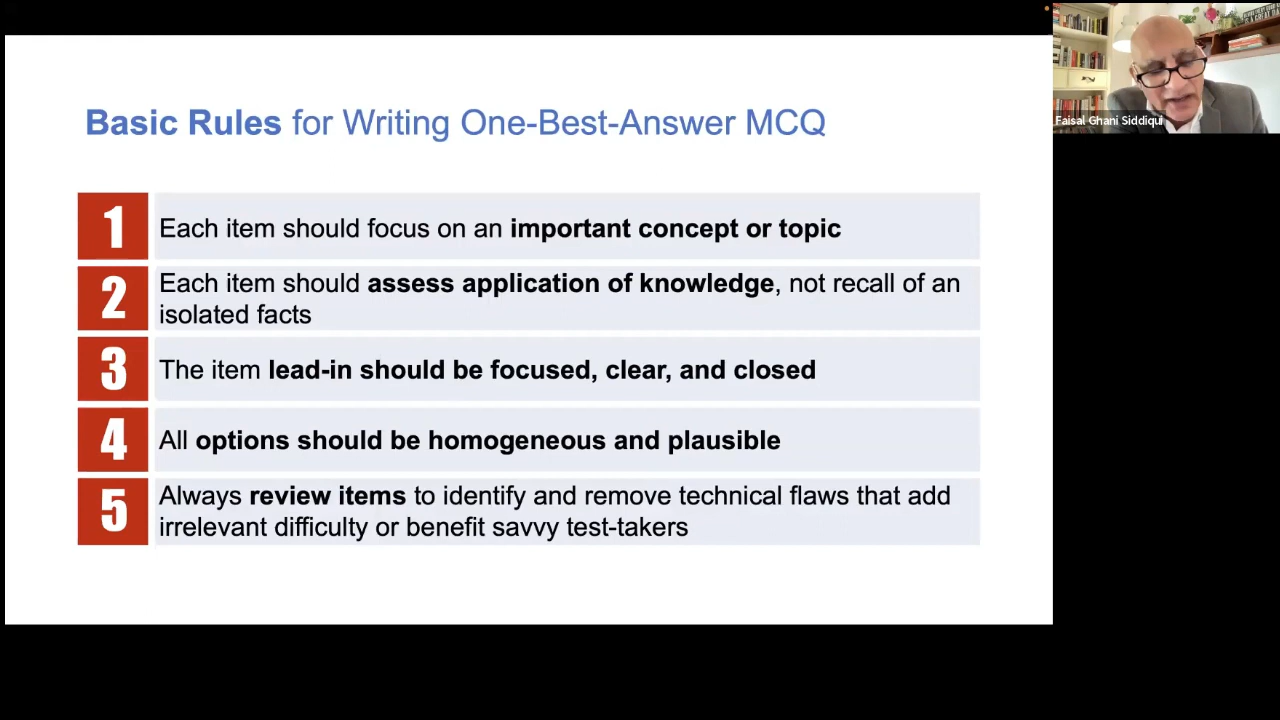 Basic Rules for Writing One-Best-Answer MCQ
1
Each item should focus on an important concept or topic
2
Each item should assess application of knowledge, not recall of an
isolated facts
3
The item lead-in should be focused, clear, and closed
4
All options should be homogeneous and plausible
5
Always review items to identify and remove technical flaws that add
irrelevant difficulty or benefit savvy test-takers
Faisal Ghani Siddiqui